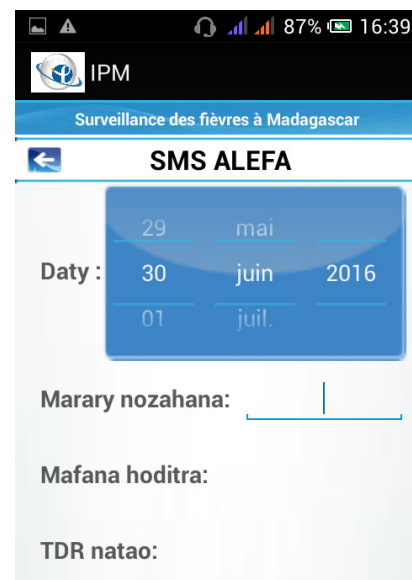 87% 16:39
IPM
Surveillance des fièvres à Madagascar
SMS ALEFA
29 mai
Daty : 30 juin 2016
01 juil.
Marary nozahana:
Mafana hoditra:
TDR natao: